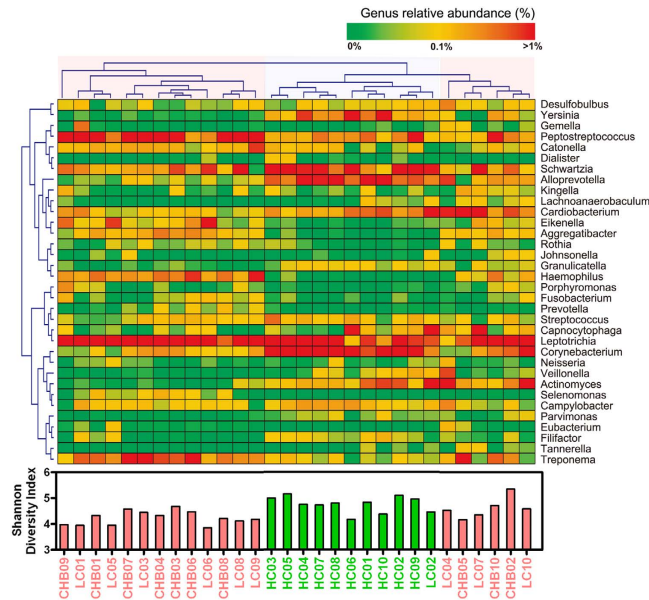 Genus relative abundance (%)
0% 0.1% >1%
Desulfobulbus
Yersinia
Gemella
Peptostreptococcus
Catonella
Dialister
Schwartzia
Alloprevotella
Kingella
Lachnoanaerobaculum
Cardiobacterium
Eikenella
Aggregatibacter
Rothia
Johnsonella
Granulicatella
Haemophilus
Porphyromonas
Fusobacterium
Prevotella
Streptococcus
Capnocytophaga
Leptotrichia
Corynebacterium
Neisseria
Veillonella
Actinomyces
Selenomonas
Campylobacter
Parvimonas
Eubacterium
Filifactor
Tannerella
Treponema
Shannon
Diversity Index
6
5
4
3
CHB09 LC01 CHB01 LC05 CHB07 LC03 CHB04 CHB03 CHB06 LC06 CHB08 LC08 LC09 HC03 HC05 HC04 HC07 HC08 HC06 HC01 HC10 HC02 HC09 LC02 LC04 CHB05 LC07 CHB10 CHB02 LC10